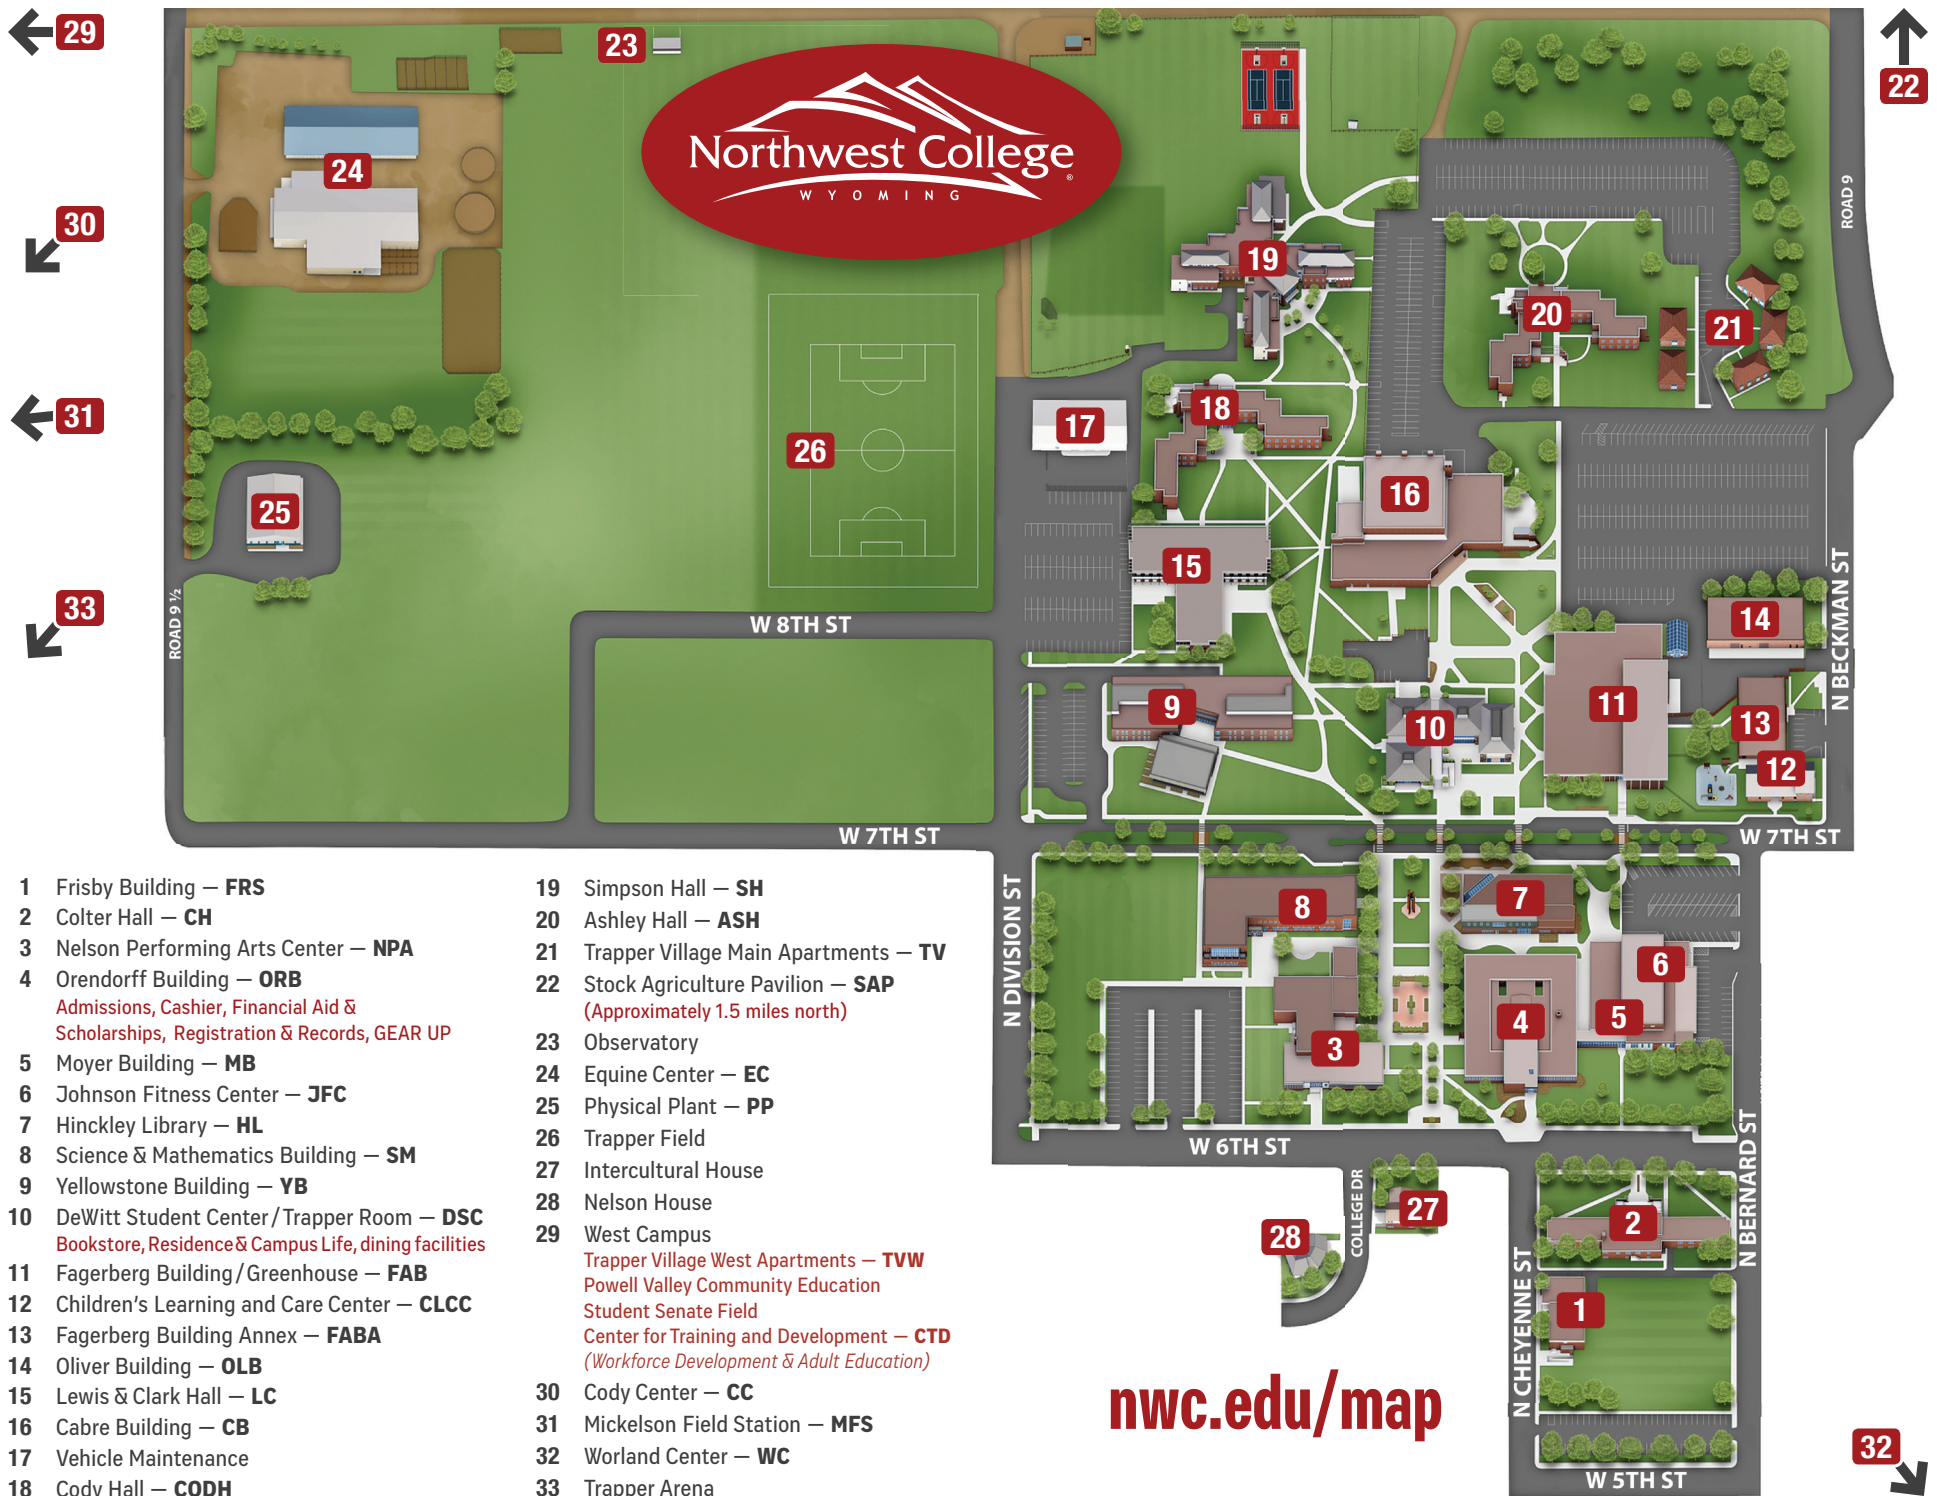 29
23
22
Northwest College®
WYOMING
24
ROAD 9
30
19
20
21
31
17
18
26
16
25
15
33
ROAD 9 ½
W 8TH ST
14
N BECKMAN ST
9
10
11
13
12
W 7TH ST
W 7TH ST
N DIVISION ST
8
7
6
5
4
3
W 6TH ST
N BERNARD ST
COLLEGE DR
27
28
2
N CHEYENNE ST
1
W 5TH ST
32
nwc.edu/map
1 Frisby Building — FRS
2 Colter Hall — CH
3 Nelson Performing Arts Center — NPA
4 Orendorff Building — ORB
Admissions, Cashier, Financial Aid &
Scholarships, Registration & Records, GEAR UP
5 Moyer Building — MB
6 Johnson Fitness Center — JFC
7 Hinckley Library — HL
8 Science & Mathematics Building — SM
9 Yellowstone Building — YB
10 DeWitt Student Center/Trapper Room — DSC
Bookstore, Residence & Campus Life, dining facilities
11 Fagerberg Building/Greenhouse — FAB
12 Children's Learning and Care Center — CLCC
13 Fagerberg Building Annex — FABA
14 Oliver Building — OLB
15 Lewis & Clark Hall — LC
16 Cabre Building — CB
17 Vehicle Maintenance
18 Cody Hall — CODH
19 Simpson Hall — SH
20 Ashley Hall — ASH
21 Trapper Village Main Apartments — TV
22 Stock Agriculture Pavilion — SAP
(Approximately 1.5 miles north)
23 Observatory
24 Equine Center — EC
25 Physical Plant — PP
26 Trapper Field
27 Intercultural House
28 Nelson House
29 West Campus
Trapper Village West Apartments — TVW
Powell Valley Community Education
Student Senate Field
Center for Training and Development — CTD
(Workforce Development & Adult Education)
30 Cody Center — CC
31 Mickelson Field Station — MFS
32 Worland Center — WC
33 Trapper Arena